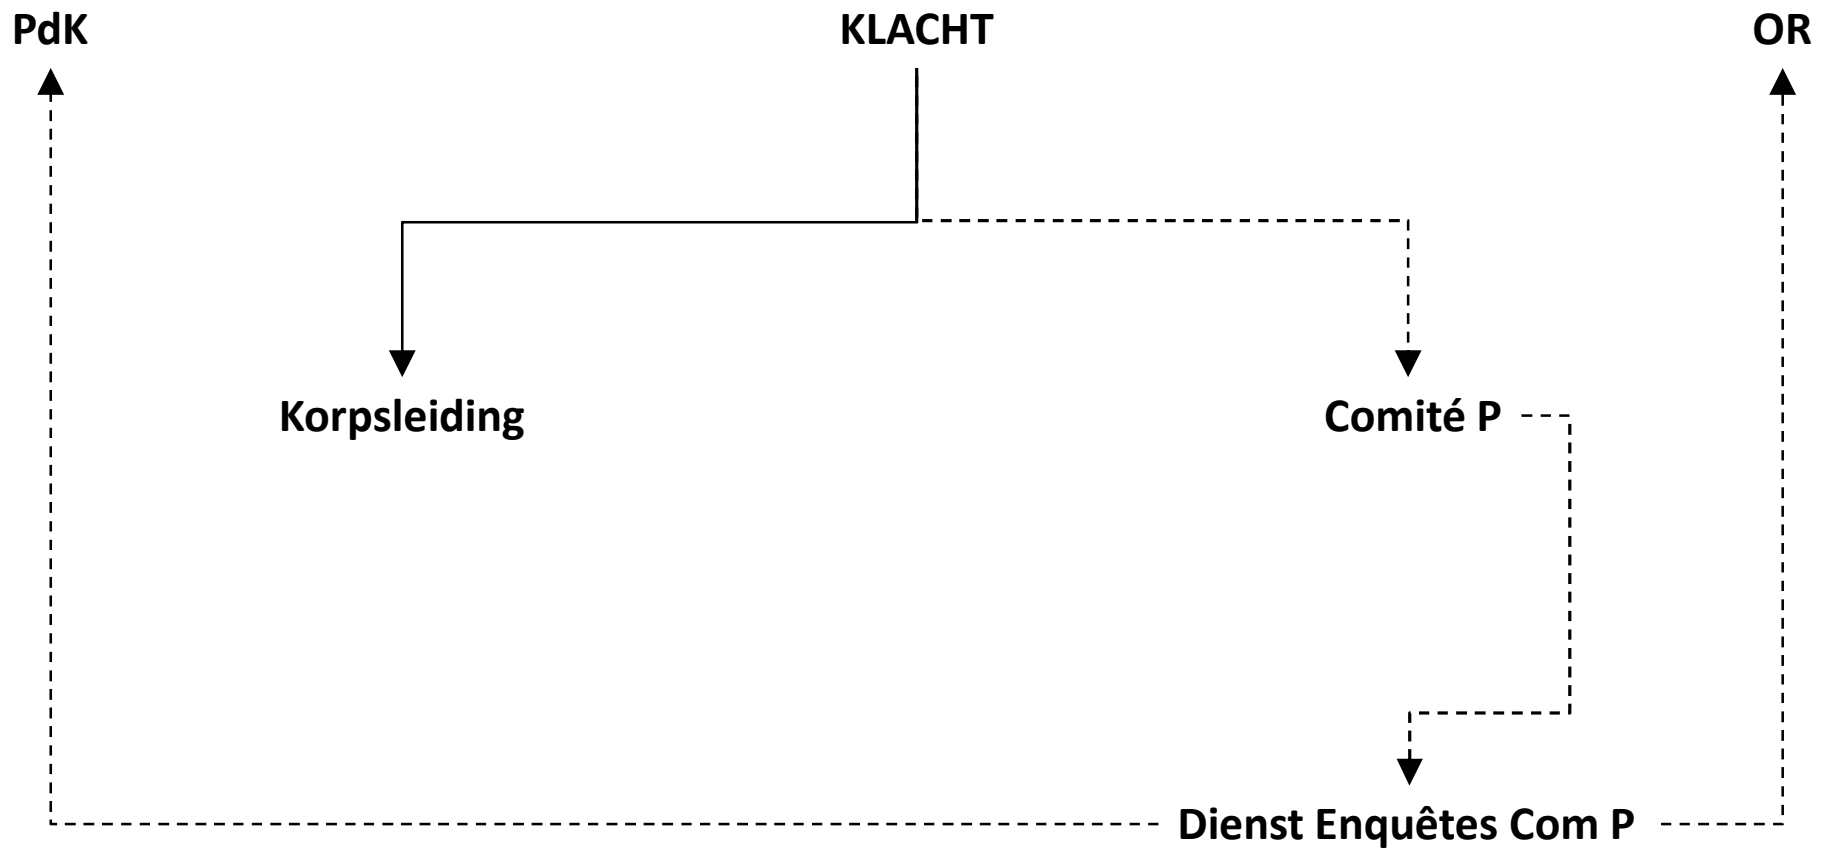 PdK
KLACHT
OR
Korpsleiding
Comité P
Dienst Enquêtes Com P